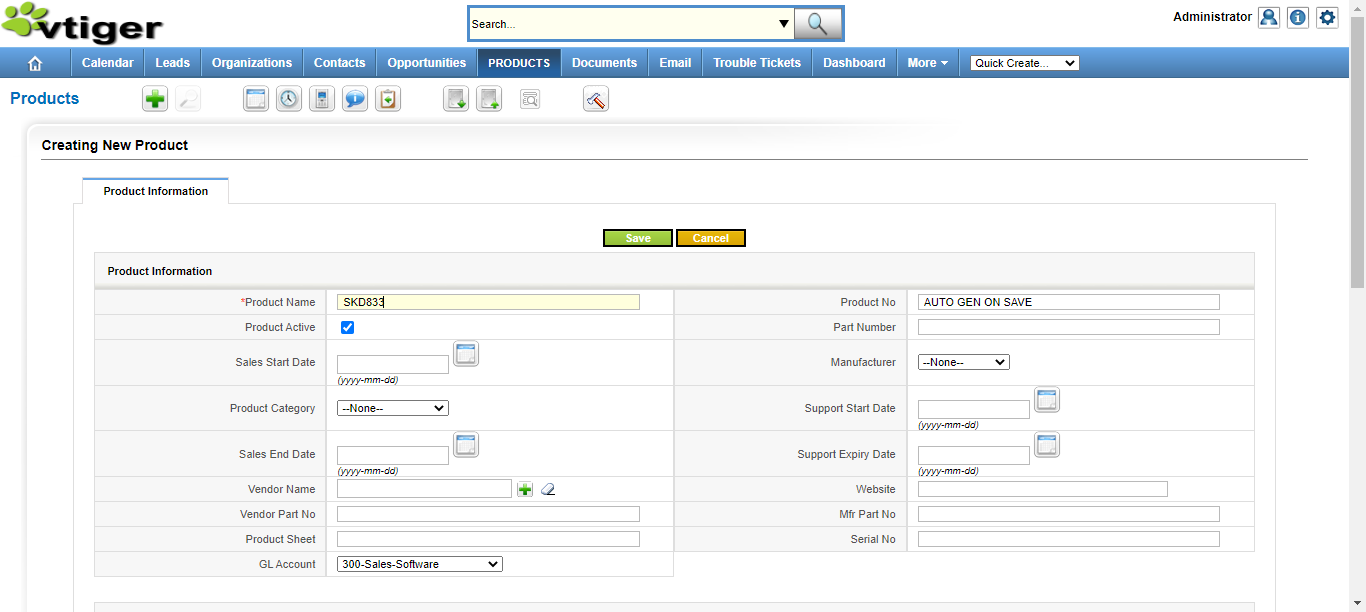 vtiger
Search...
Administrator
Calendar Leads Organizations Contacts Opportunities PRODUCTS Documents Email Trouble Tickets Dashboard More Quick Create...
Products
Creating New Product
Product Information
Save Cancel
Product Information
*Product Name SKD833 Product No AUTO GEN ON SAVE
Product Active Part Number
Sales Start Date (yyyy-mm-dd) Manufacturer --None--
Product Category --None-- Support Start Date (yyyy-mm-dd)
Sales End Date (yyyy-mm-dd) Support Expiry Date (yyyy-mm-dd)
Vendor Name Website
Vendor Part No Mfr Part No
Product Sheet Serial No
GL Account 300-Sales-Software